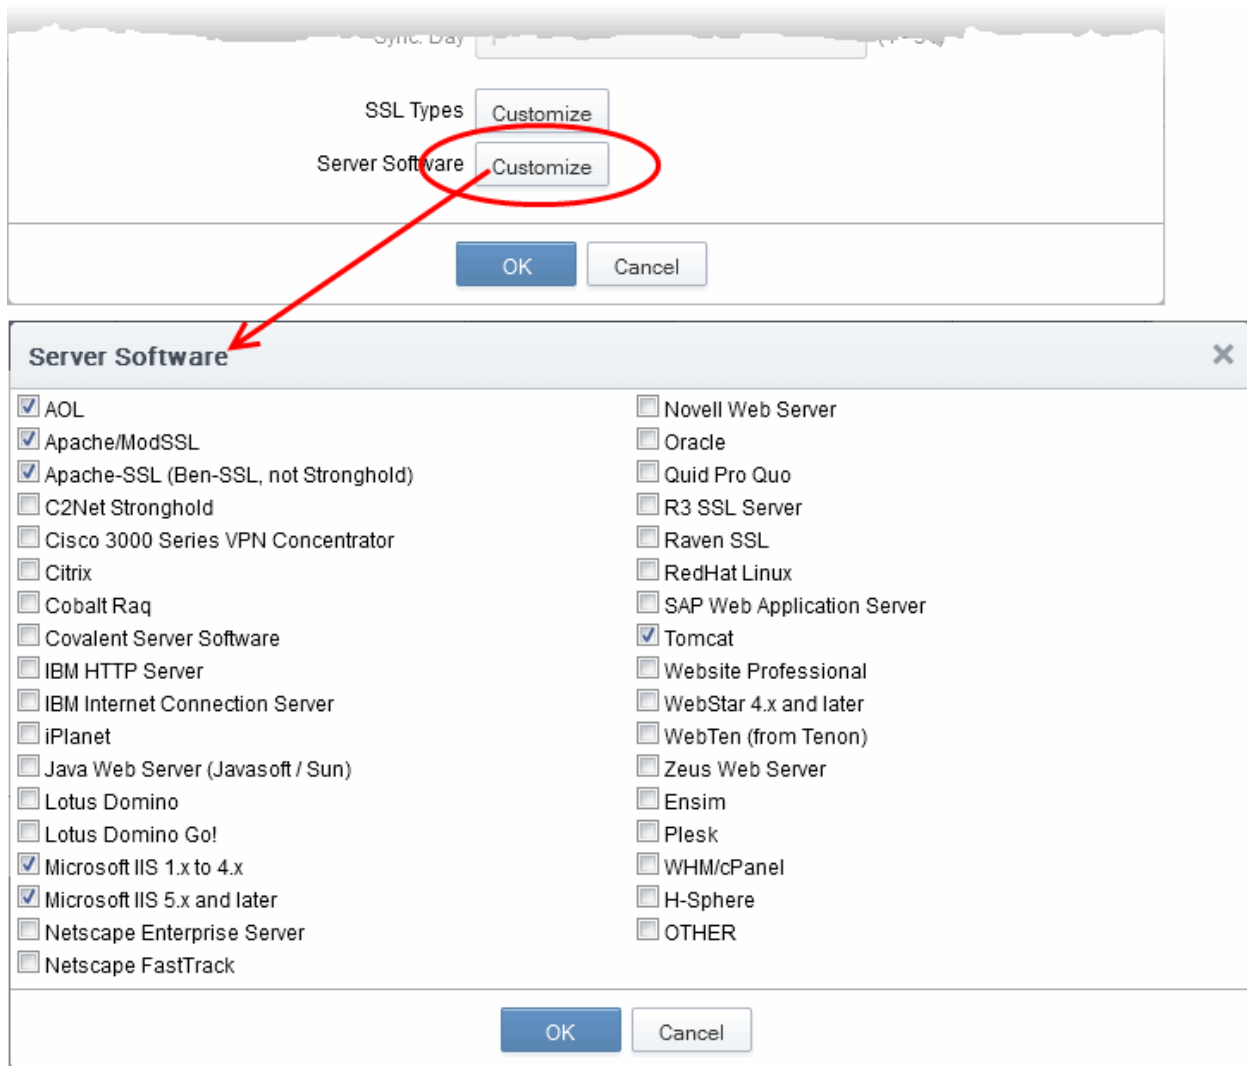 Sync. Day
SSL Types Customize
Server Software Customize
OK Cancel
Server Software
AOL
Apache/ModSSL
Apache-SSL (Ben-SSL, not Stronghold)
C2Net Stronghold
Cisco 3000 Series VPN Concentrator
Citrix
Cobalt Raq
Covalent Server Software
IBM HTTP Server
IBM Internet Connection Server
iPlanet
Java Web Server (Javasoft / Sun)
Lotus Domino
Lotus Domino Go!
Microsoft IIS 1.x to 4.x
Microsoft IIS 5.x and later
Netscape Enterprise Server
Netscape FastTrack
Novell Web Server
Oracle
Quid Pro Quo
R3 SSL Server
Raven SSL
RedHat Linux
SAP Web Application Server
Tomcat
Website Professional
WebStar 4.x and later
WebTen (from Tenon)
Zeus Web Server
Ensim
Plesk
WHM/cPanel
H-Sphere
OTHER
OK Cancel